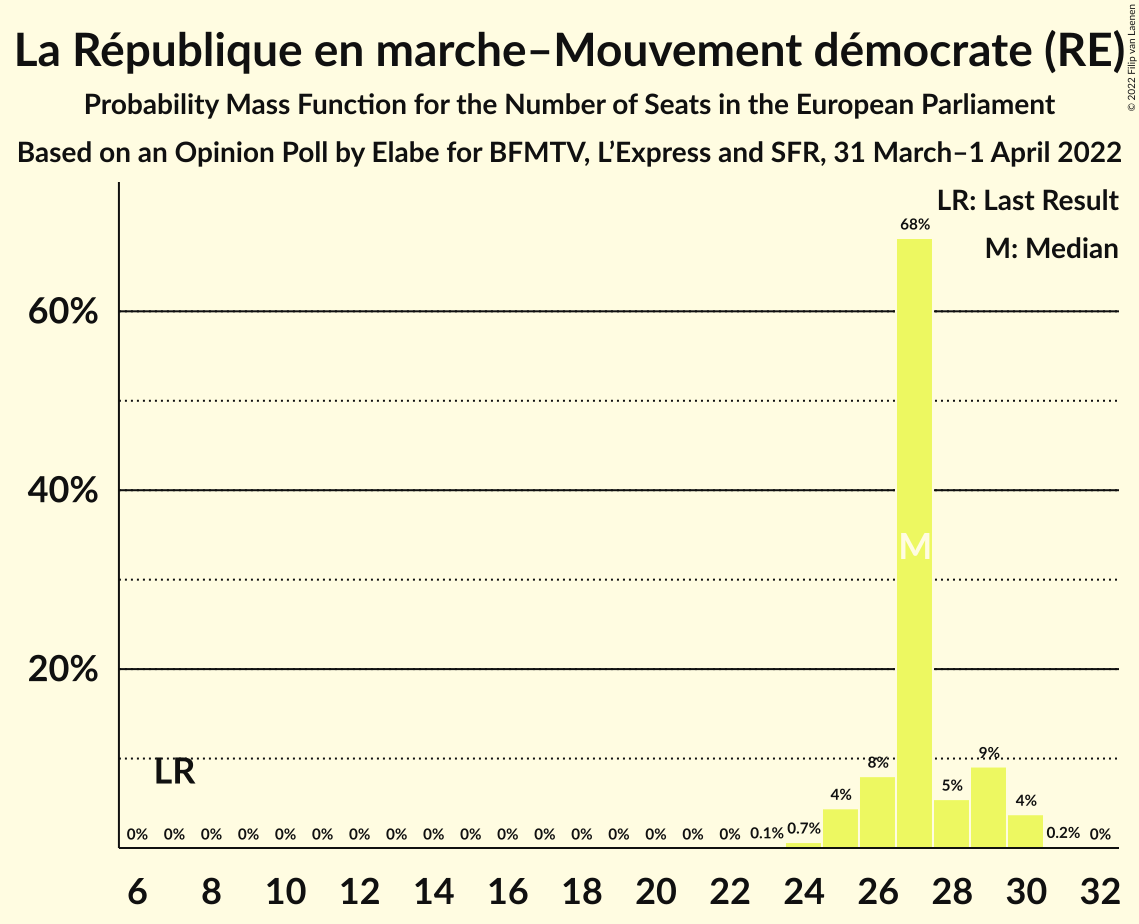 La République en marche–Mouvement démocrate (RE)
Probability Mass Function for the Number of Seats in the European Parliament
Based on an Opinion Poll by Elabe for BFMTV, L’Express and SFR, 31 March–1 April 2022
© 2022 Filip van Laenen
LR: Last Result
M: Median
68%
60%
40%
M
20%
LR
0% 0% 0% 0% 0% 0% 0% 0% 0% 0% 0% 0% 0% 0% 0% 0% 0% 0.1% 0.7% 4% 8% 5% 9% 4% 0.2% 0%
6 8 10 12 14 16 18 20 22 24 26 28 30 32